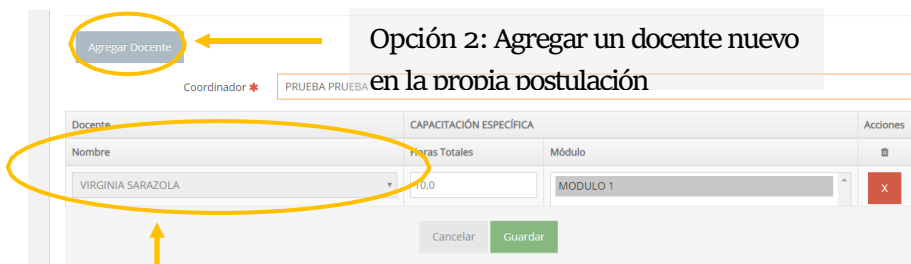 Agregar Docente
Opción 2: Agregar un docente nuevo
en la propia postulación
Coordinador ✱ PRUEBA PRUEBA
Docente CAPACITACIÓN ESPECÍFICA Acciones
Nombre Horas Totales Módulo
VIRGINIA SARAZOLA 10,0 MODULO 1 X
Cancelar Guardar